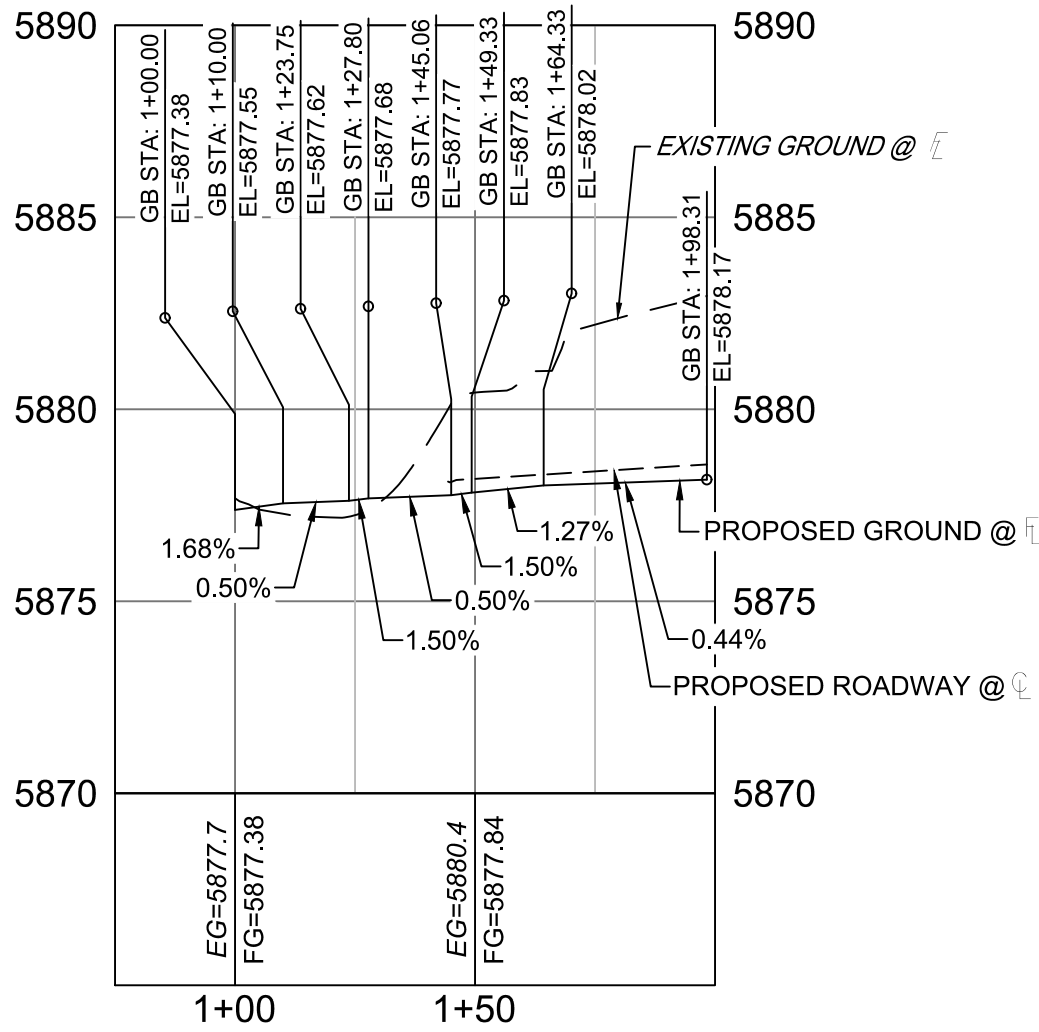 5890
5890
GB STA: 1+00.00
EL=5877.38
GB STA: 1+10.00
EL=5877.55
GB STA: 1+23.75
EL=5877.62
GB STA: 1+27.80
EL=5877.68
GB STA: 1+45.06
EL=5877.77
GB STA: 1+49.33
EL=5877.83
GB STA: 1+64.33
EL=5878.02
EXISTING GROUND @ FL
5885
5885
GB STA: 1+98.31
EL=5878.17
5880
5880
1.68%
1.27%
PROPOSED GROUND @ FL
0.50%
1.50%
5875
0.50%
5875
1.50%
0.44%
PROPOSED ROADWAY @ CL
5870
5870
EG=5877.7
FG=5877.38
EG=5880.4
FG=5877.84
1+00
1+50